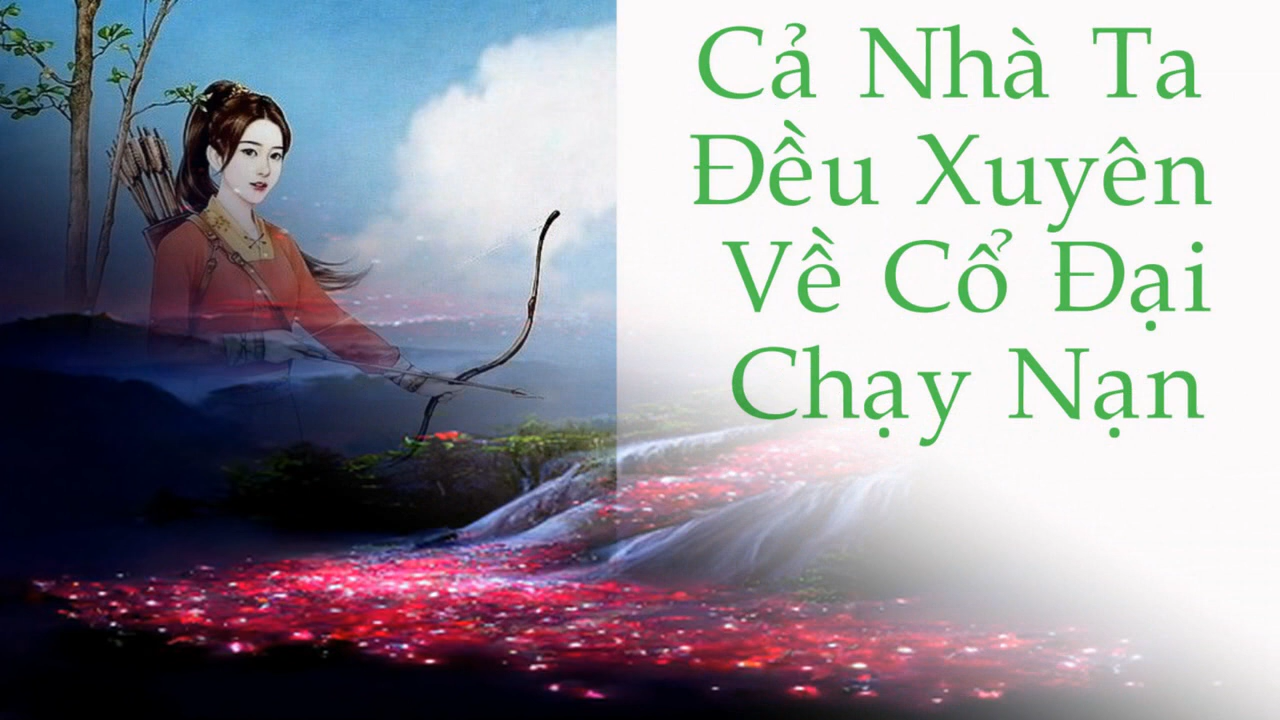 Cả Nhà Ta
Đều Xuyên
Về Cổ Đại
Chạy Nạn